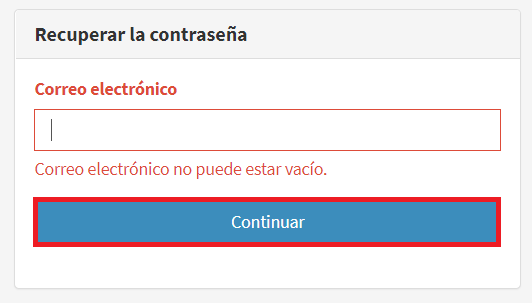 Recuperar la contraseña
Correo electrónico
Correo electrónico no puede estar vacío.
Continuar